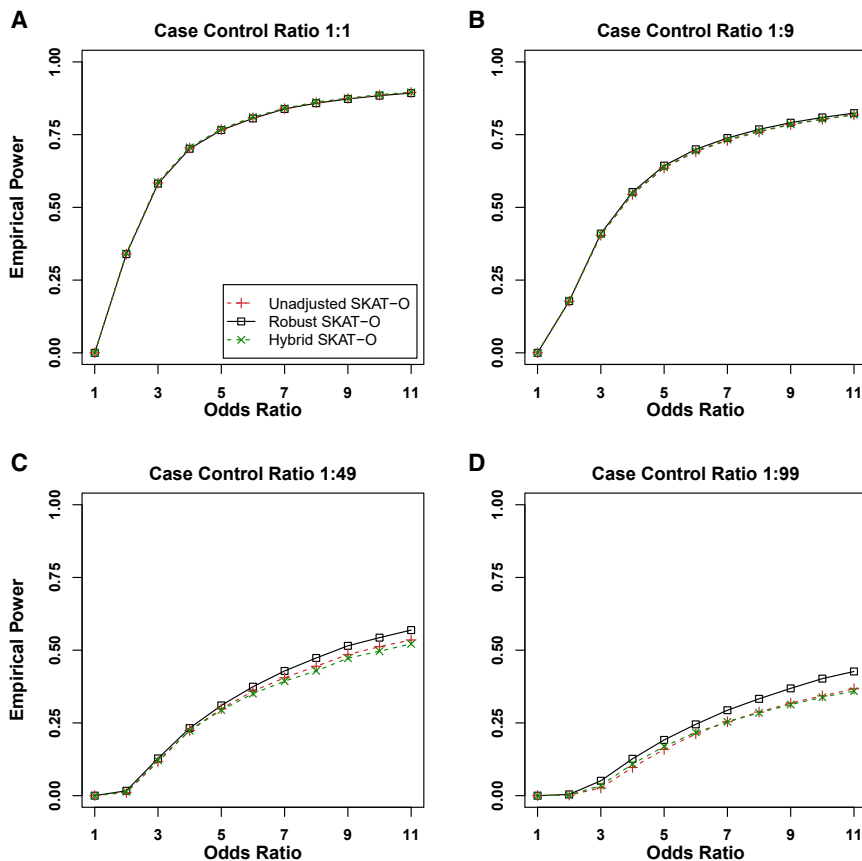 A
Case Control Ratio 1:1
Empirical Power
1.00
0.75
0.50
0.25
0.00
Unadjusted SKAT−O
Robust SKAT−O
Hybrid SKAT−O
1 3 5 7 9 11
Odds Ratio
B
Case Control Ratio 1:9
1.00
0.75
0.50
0.25
0.00
1 3 5 7 9 11
Odds Ratio
C
Case Control Ratio 1:49
Empirical Power
1.00
0.75
0.50
0.25
0.00
1 3 5 7 9 11
Odds Ratio
D
Case Control Ratio 1:99
1.00
0.75
0.50
0.25
0.00
1 3 5 7 9 11
Odds Ratio